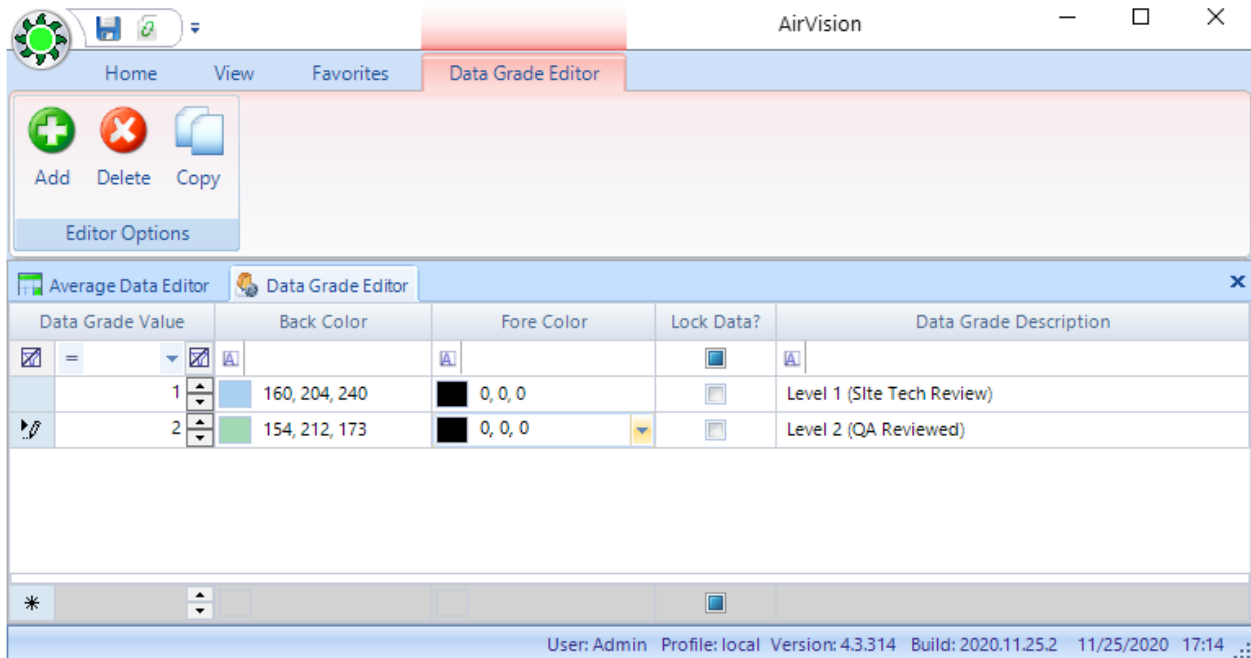 AirVision
Home View Favorites Data Grade Editor
Add Delete Copy
Editor Options
Average Data Editor Data Grade Editor
Data Grade Value Back Color Fore Color Lock Data? Data Grade Description
= A A A
1 160, 204, 240 0, 0, 0 Level 1 (SIte Tech Review)
2 154, 212, 173 0, 0, 0 Level 2 (QA Reviewed)
User: Admin Profile: local Version: 4.3.314 Build: 2020.11.25.2 11/25/2020 17:14